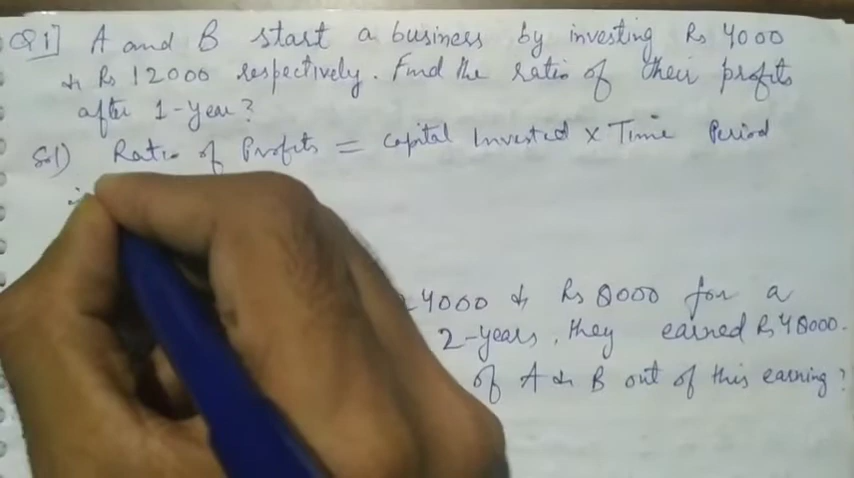 Q1] A and B start a business by investing Rs 4000
& Rs 12000 respectively. Find the ratio of their profits
after 1-year?
Sol) Ratio of Profits = Capital Invested × Time Period
4000 & Rs 8000 for a
2-years, they earned Rs 48000.
of A & B out of this earning?